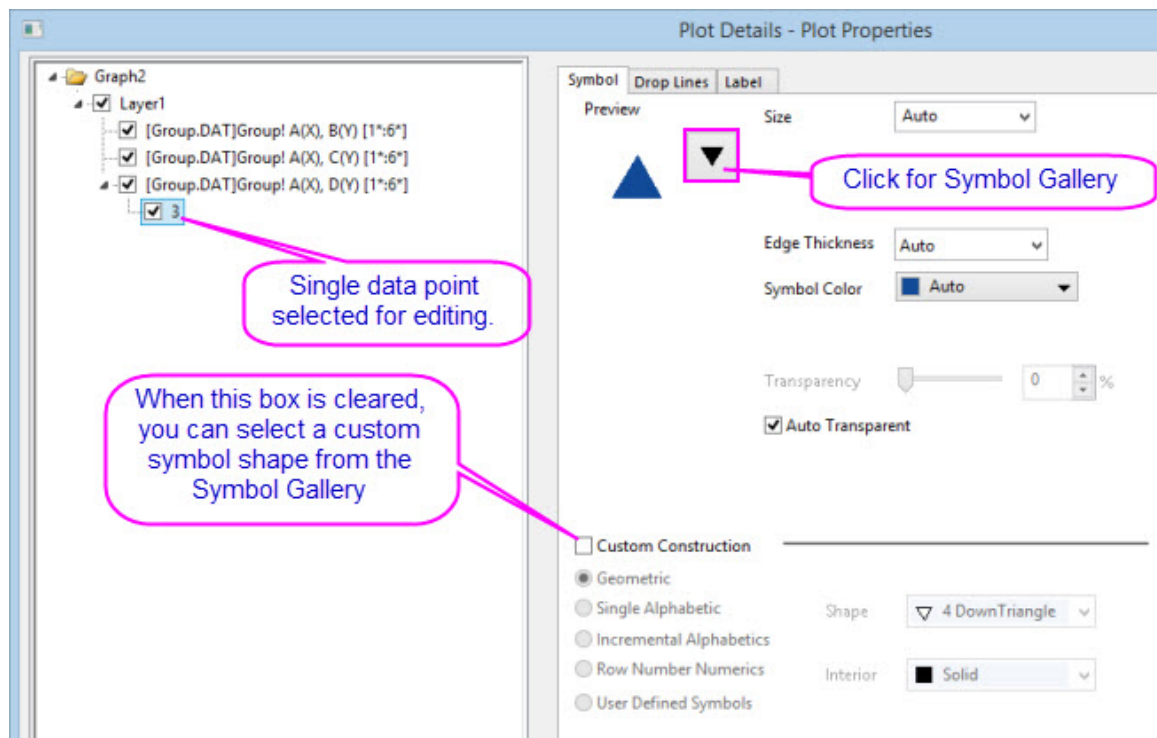 Plot Details - Plot Properties
Graph2
Layer1
[Group.DAT]Group! A(X), B(Y) [1*:6*]
[Group.DAT]Group! A(X), C(Y) [1*:6*]
[Group.DAT]Group! A(X), D(Y) [1*:6*]
3
Single data point
selected for editing.
When this box is cleared,
you can select a custom
symbol shape from the
Symbol Gallery
Symbol Drop Lines Label
Preview
Size Auto
Click for Symbol Gallery
Edge Thickness Auto
Symbol Color Auto
Transparency 0 %
Auto Transparent
Custom Construction
Geometric
Single Alphabetic Shape 4 DownTriangle
Incremental Alphabetics
Row Number Numerics Interior Solid
User Defined Symbols